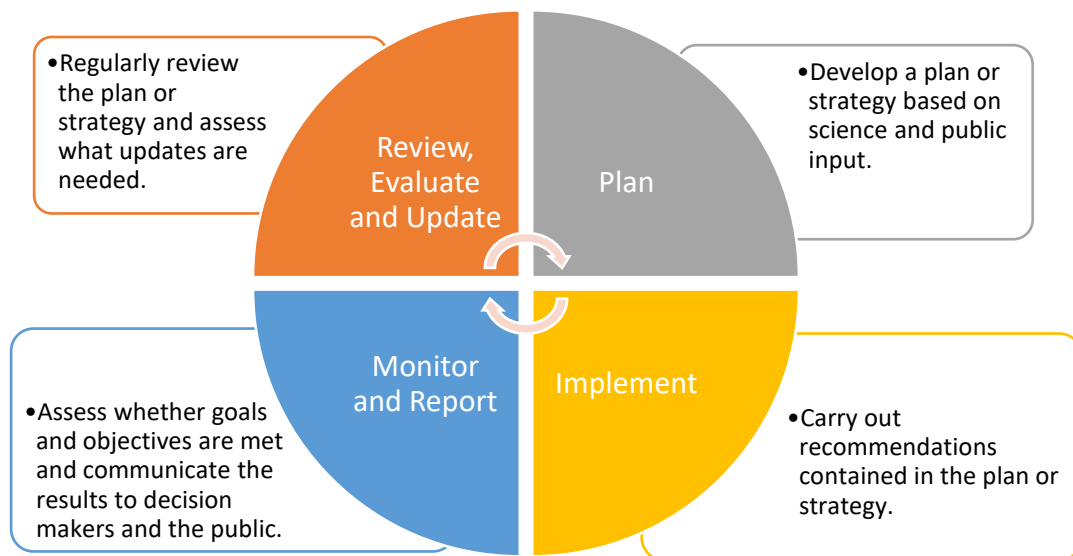 •Regularly review
the plan or
strategy and assess
what updates are
needed.
Review,
Evaluate
and Update
Plan
•Develop a plan or
strategy based on
science and public
input.
•Assess whether goals
and objectives are met
and communicate the
results to decision
makers and the public.
Monitor
and Report
Implement
•Carry out
recommendations
contained in the plan or
strategy.